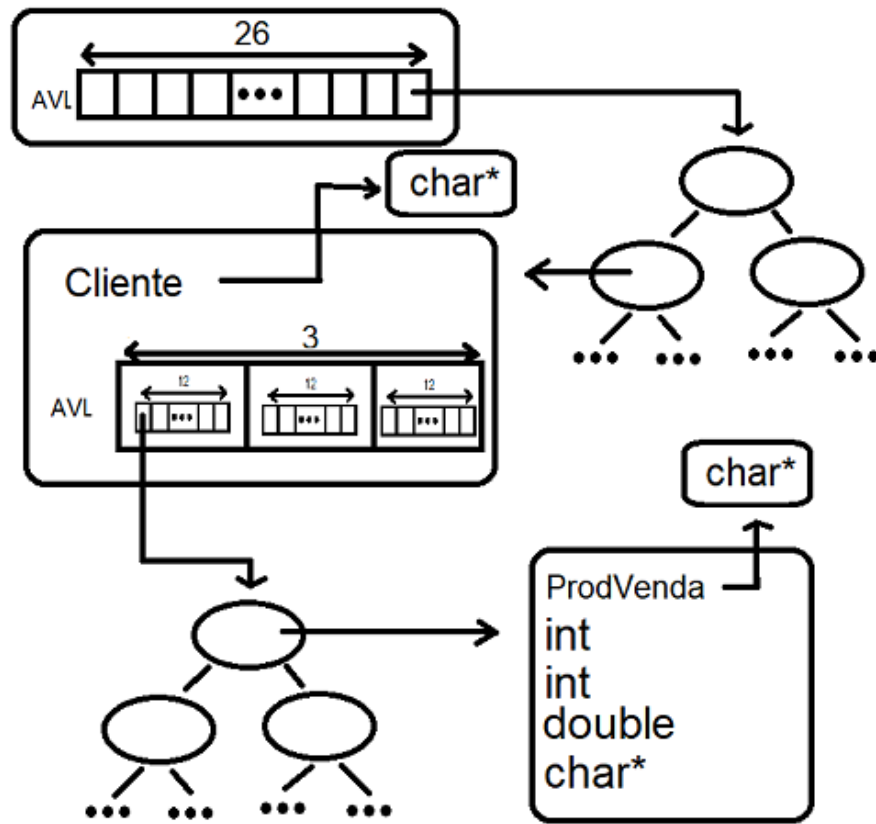 26
AVL
char*
Cliente
3
12 12 12
AVL
char*
ProdVenda
int
int
double
char*